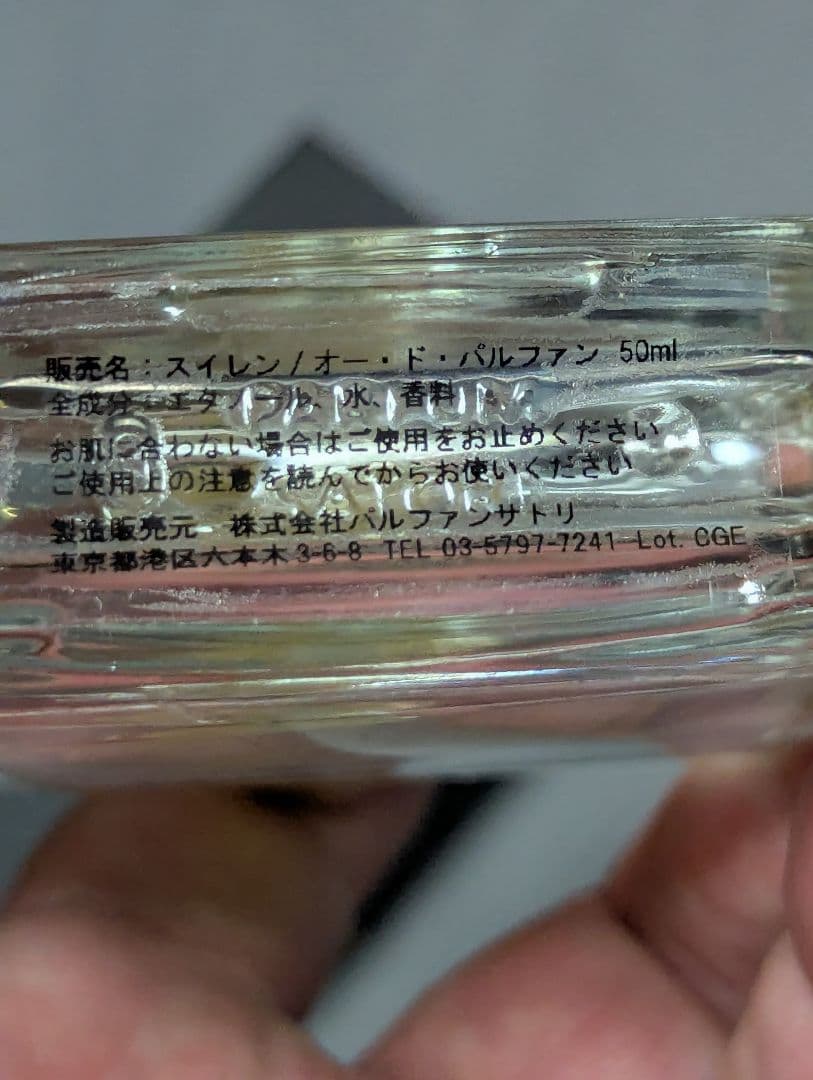 販売名：スイレン/オー・ド・パルファン 50ml
全成分：エタノール、水、香料
お肌に合わない場合はご使用をお止めください
ご使用上の注意を読んでからお使いください
製造販売元 株式会社パルファンサトリ
東京都港区六本木3-6-8 TEL 03-5797-7241 Lot. CGE